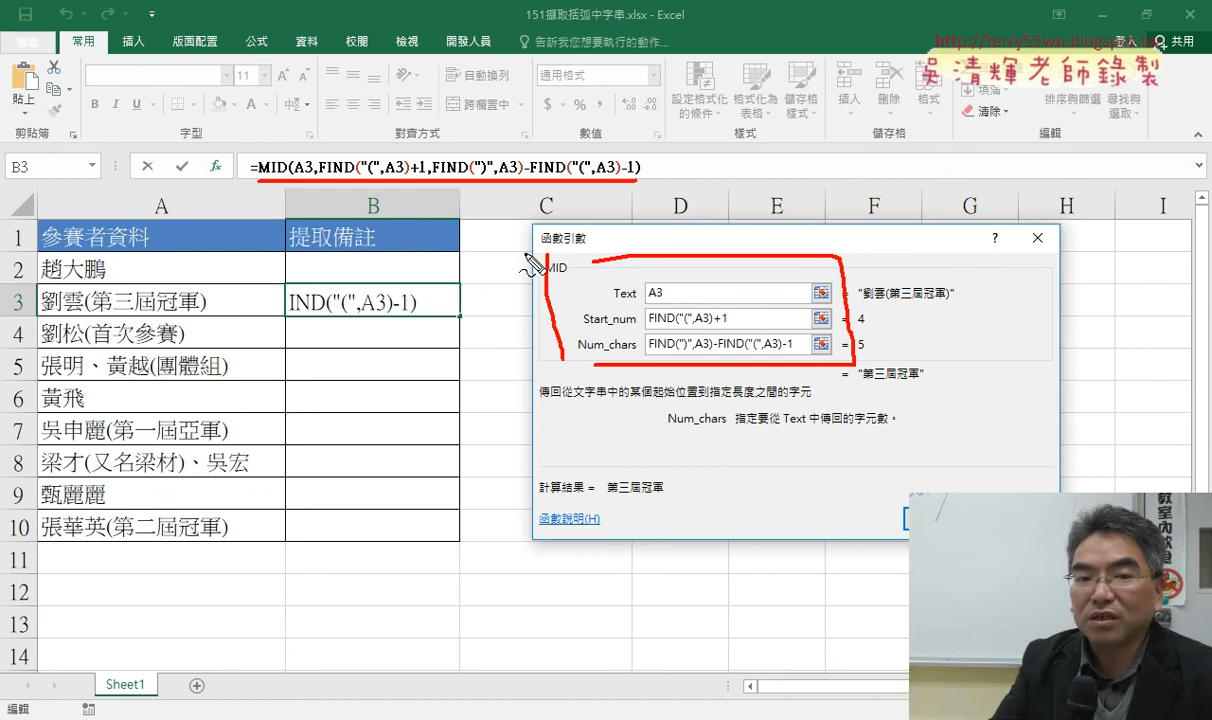 151擷取括弧中字串.xlsx - Excel
http://terry55wu.blogspot.tw
吳清輝老師錄製
常用 插入 版面配置 公式 資料 校閱 檢視 開發人員 告訴我您想要執行的動作... 登入 共用
貼上
11
自動換列
跨欄置中
通用格式
設定格式化的條件
格式化為表格
儲存格樣式
插入
刪除
格式
填滿
清除
排序與篩選
尋找與選取
剪貼簿 字型 對齊方式 數值 樣式 儲存格 編輯
B3
=MID(A3,FIND("(",A3)+1,FIND(")",A3)-FIND("(",A3)-1)
A B C D E F G H I
1 參賽者資料 提取備註
2 趙大鵬
3 劉雲(第三屆冠軍) IND("(",A3)-1)
4 劉松(首次參賽)
5 張明、黃越(團體組)
6 黃飛
7 吳申麗(第一屆亞軍)
8 梁才(又名梁材)、吳宏
9 甄麗麗
10 張華英(第二屆冠軍)
11
12
13
14
函數引數 ?
MID
Text A3 = "劉雲(第三屆冠軍)"
Start_num FIND("(",A3)+1 = 4
Num_chars FIND(")",A3)-FIND("(",A3)-1 = 5
= "第三屆冠軍"
傳回從文字串中的某個起始位置到指定長度之間的字元
Num_chars 指定要從 Text 中傳回的字元數。
計算結果 = 第三屆冠軍
函數說明(H)
教室內飲
Sheet1
編輯